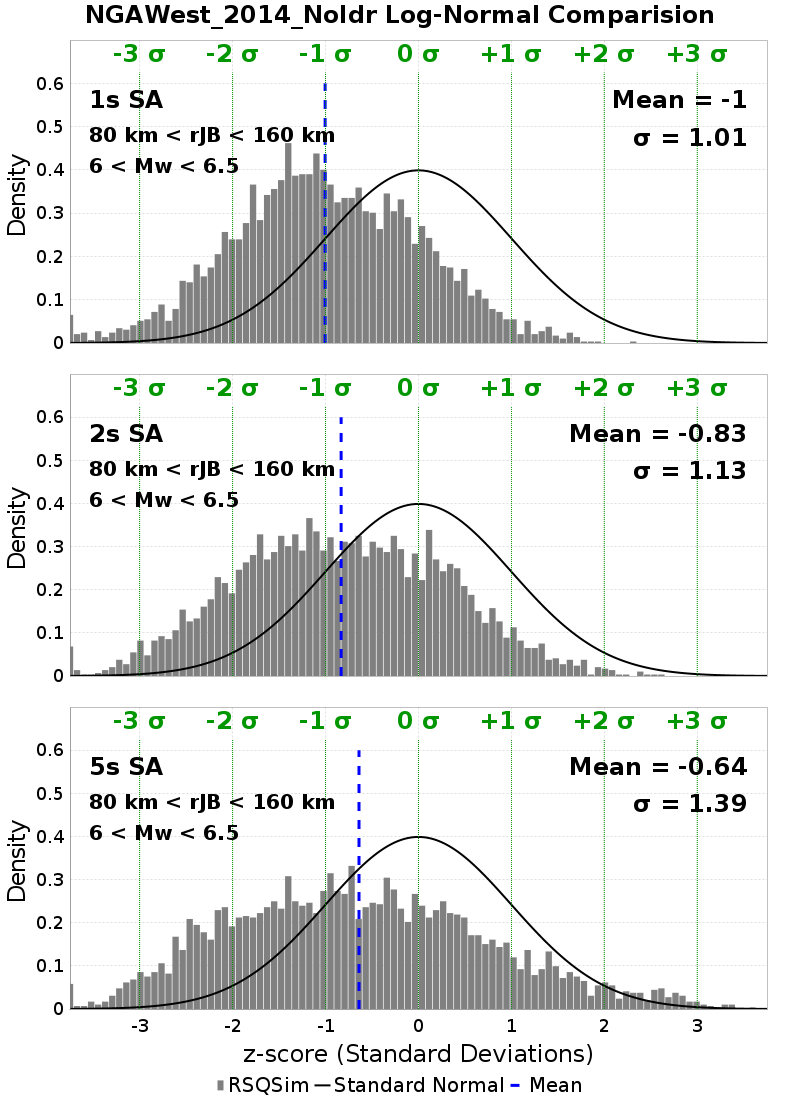 NGAWest_2014_NoIdr Log-Normal Comparision
-3 σ -2 σ -1 σ 0 σ +1 σ +2 σ +3 σ
0.6
1s SA Mean = -1
0.5
80 km < rJB < 160 km σ = 1.01
6 < Mw < 6.5
0.4
0.3
0.2
0.1
0
Density
-3 σ -2 σ -1 σ 0 σ +1 σ +2 σ +3 σ
0.6
2s SA Mean = -0.83
0.5
80 km < rJB < 160 km σ = 1.13
6 < Mw < 6.5
0.4
0.3
0.2
0.1
0
Density
-3 σ -2 σ -1 σ 0 σ +1 σ +2 σ +3 σ
0.6
5s SA Mean = -0.64
0.5
80 km < rJB < 160 km σ = 1.39
6 < Mw < 6.5
0.4
0.3
0.2
0.1
0
Density
-3 -2 -1 0 1 2 3
z-score (Standard Deviations)
RSQSim Standard Normal Mean